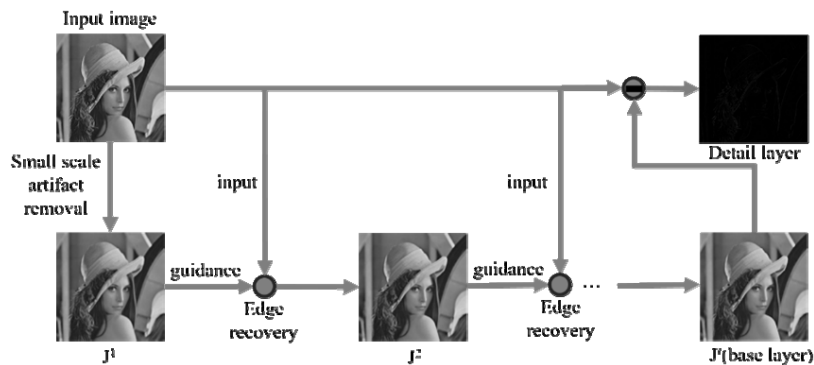 Input image
Small scale
artifact
removal
input
input
Detail layer
guidance
guidance
...
Edge
recovery
Edge
recovery
J¹
J²
Jᵗ(base layer)